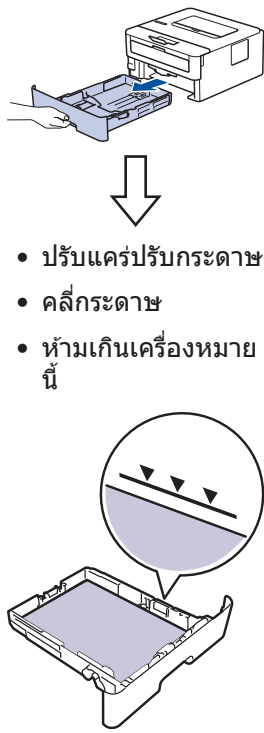 • ปรับแคร่ปรับกระดาษ
• คลี่กระดาษ
• ห้ามเกินเครื่องหมาย
นี้